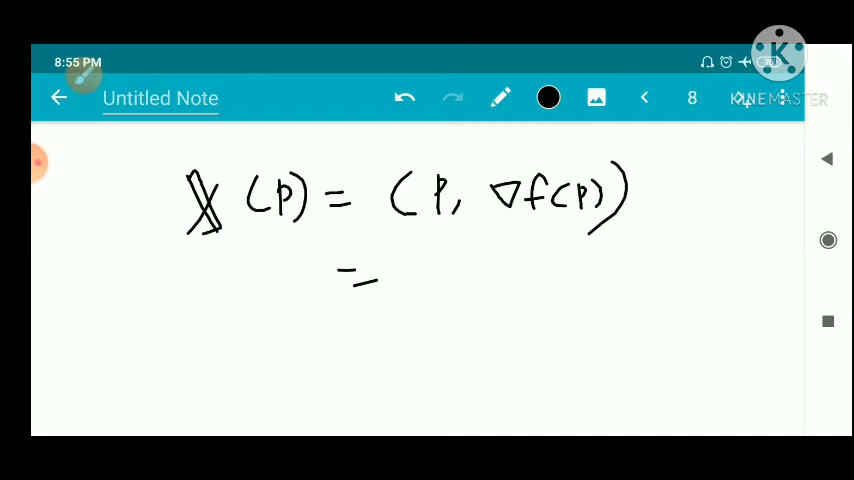 8:55 PM
Untitled Note
8
K
KINEMASTER
𝕏 (p) = (p, ∇f(p))
=